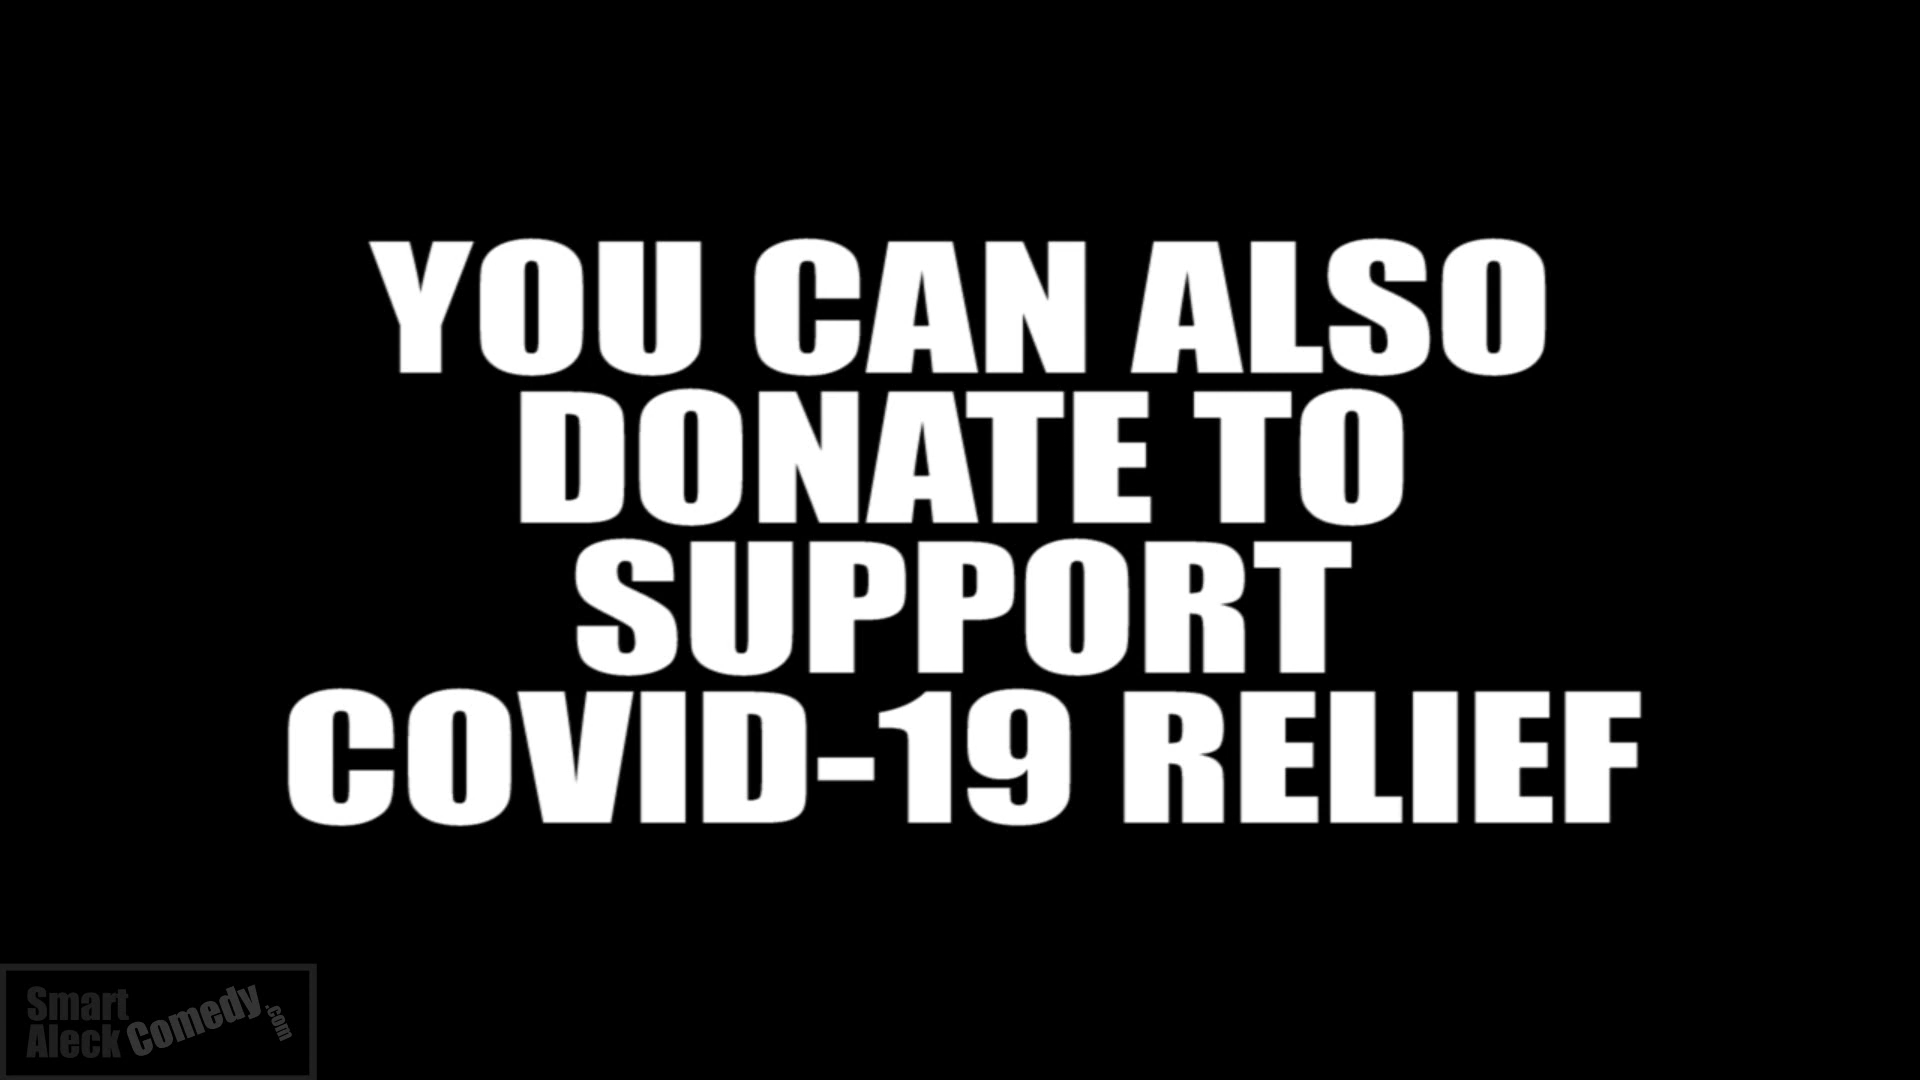 YOU CAN ALSO
DONATE TO
SUPPORT
COVID-19 RELIEF
Smart
Aleck Comedy.com